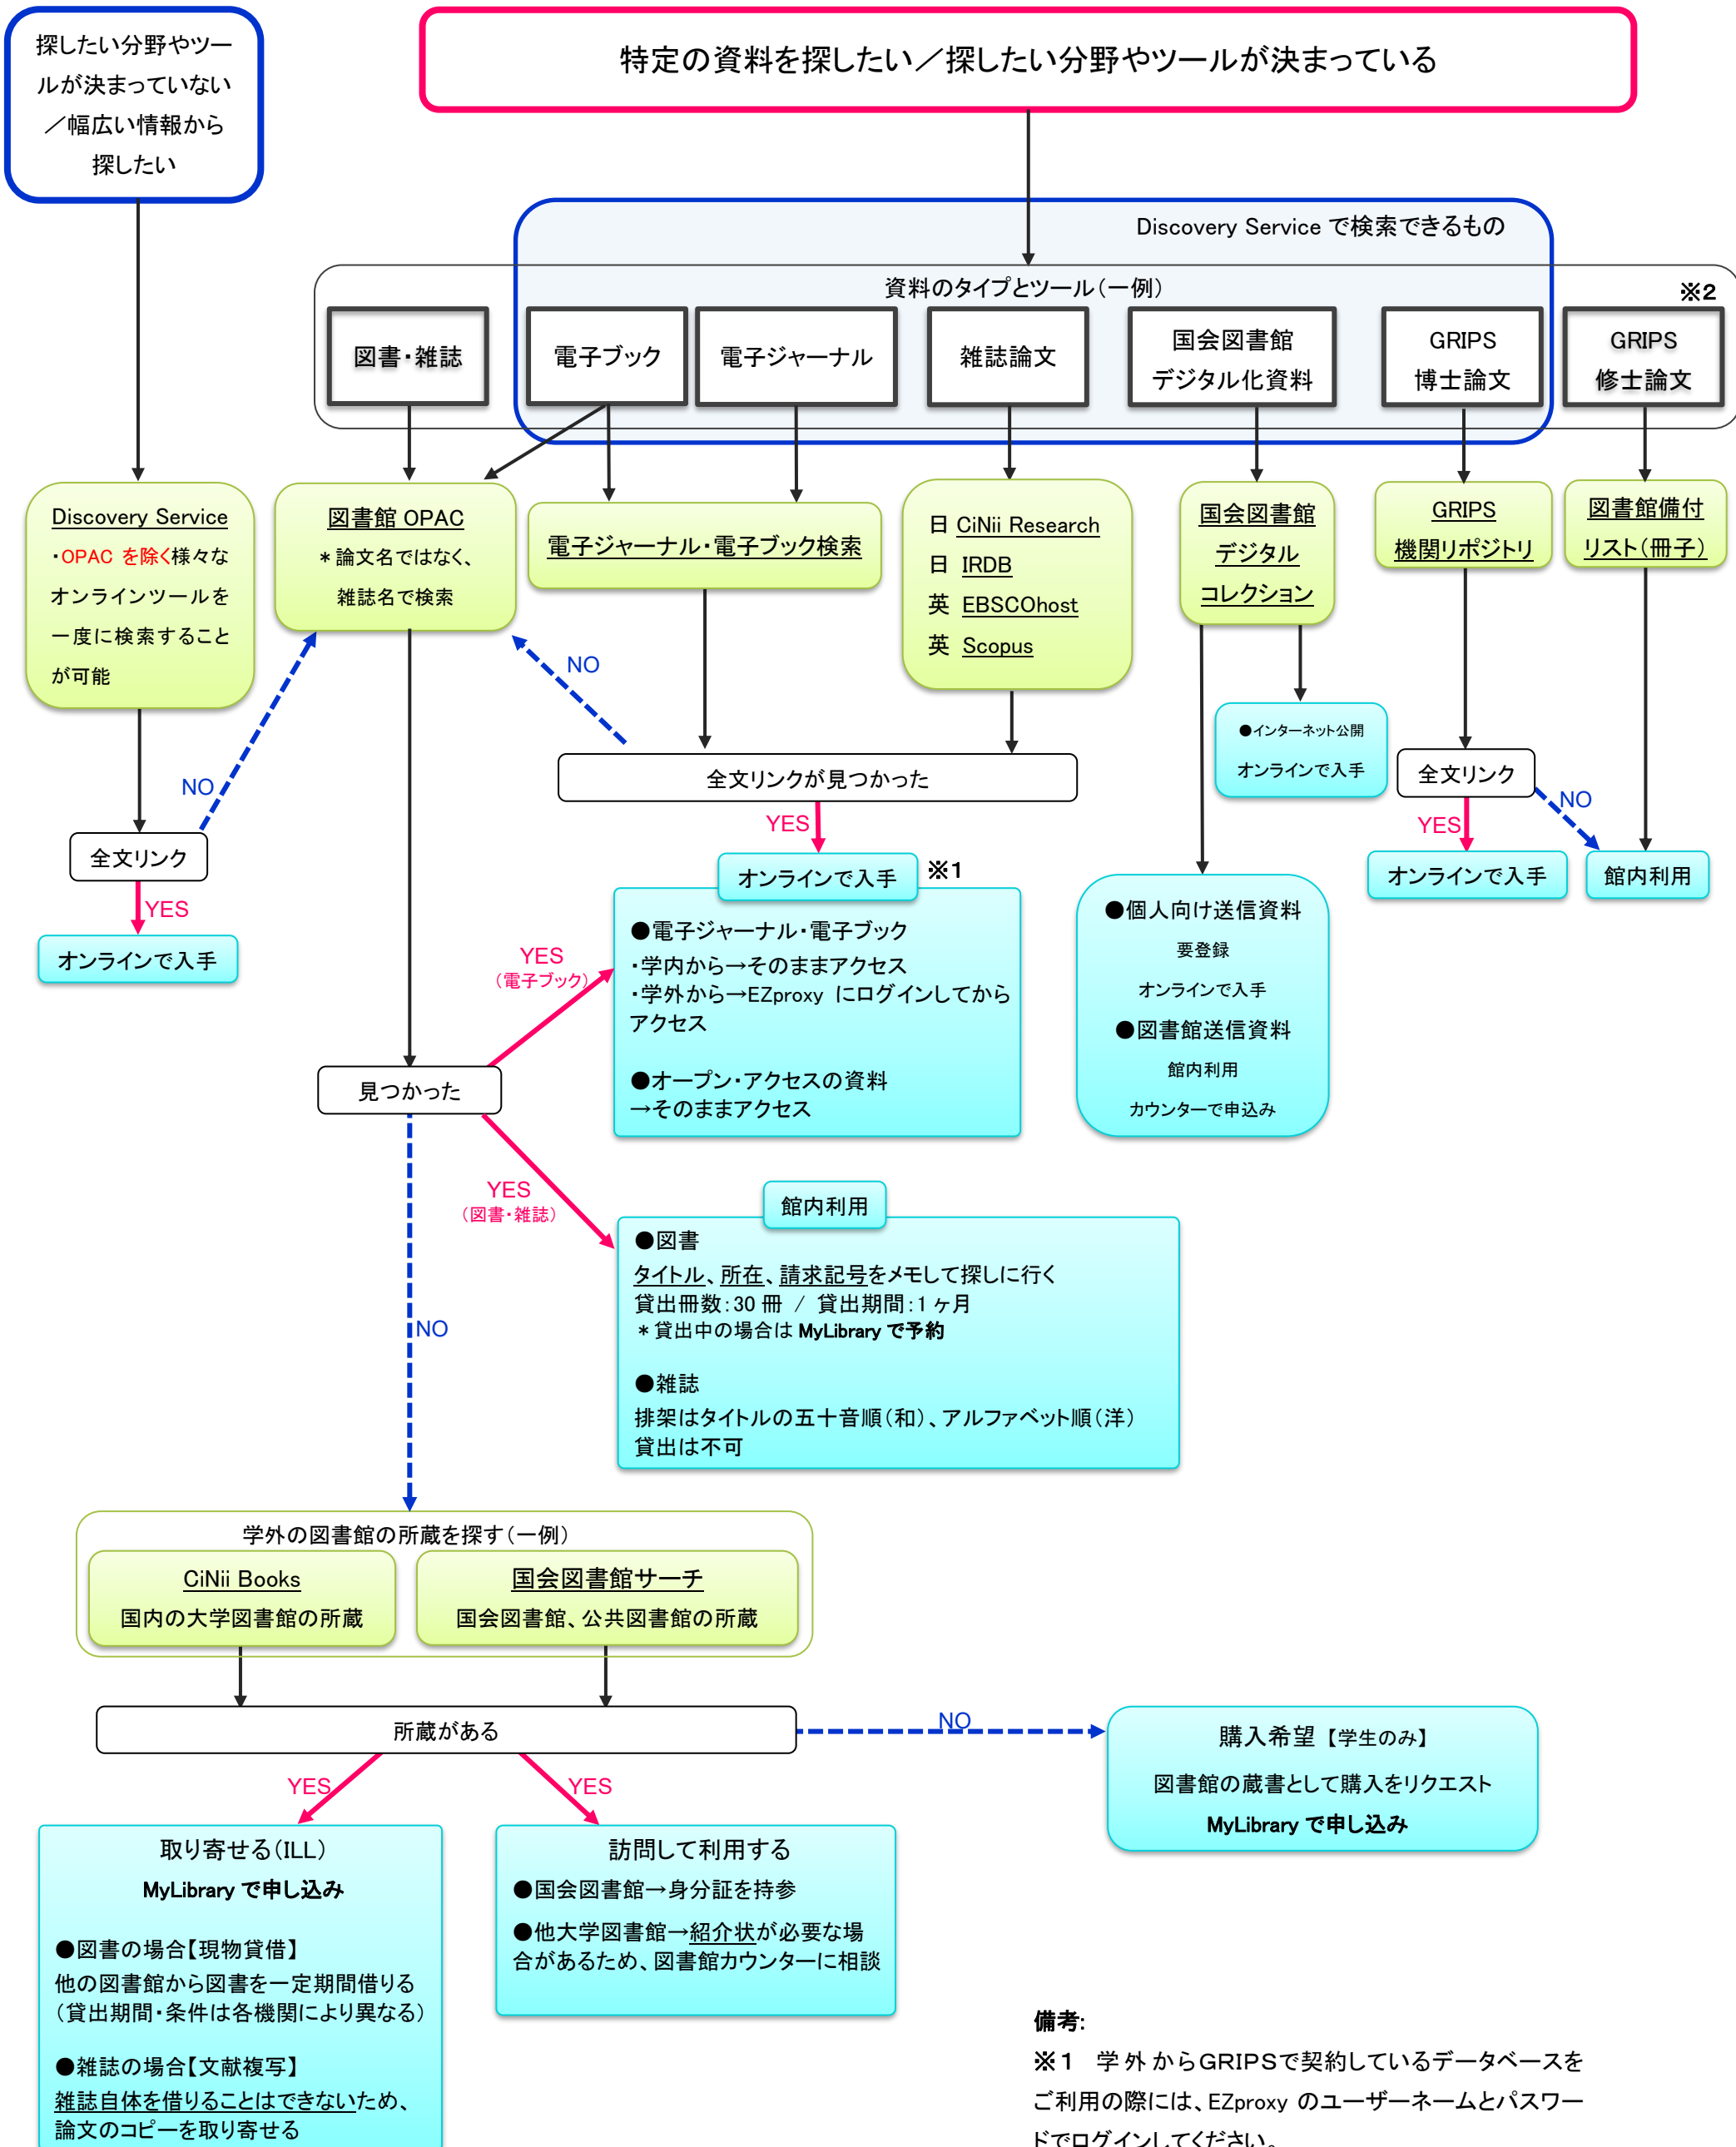 探したい分野やツー
ルが決まっていない
／幅広い情報から
探したい
特定の資料を探したい／探したい分野やツールが決まっている
Discovery Service で検索できるもの
資料のタイプとツール（一例）
※2
図書・雑誌
電子ブック
電子ジャーナル
雑誌論文
国会図書館
デジタル化資料
GRIPS
博士論文
GRIPS
修士論文
Discovery Service
・OPAC を除く様々な
オンラインツールを
一度に検索すること
が可能
図書館 OPAC
＊論文名ではなく、
雑誌名で検索
電子ジャーナル・電子ブック検索
日 CiNii Research
日 IRDB
英 EBSCOhost
英 Scopus
国会図書館
デジタル
コレクション
GRIPS
機関リポジトリ
図書館備付
リスト（冊子）
NO
NO
全文リンクが見つかった
YES
●インターネット公開
オンラインで入手
全文リンク
NO
YES
オンラインで入手
館内利用
全文リンク
YES
オンラインで入手
オンラインで入手
※1
●電子ジャーナル・電子ブック
・学内から→そのままアクセス
・学外から→EZproxy にログインしてから
アクセス
●オープン・アクセスの資料
→そのままアクセス
●個人向け送信資料
要登録
オンラインで入手
●図書館送信資料
館内利用
カウンターで申込み
YES
（電子ブック）
見つかった
YES
（図書・雑誌）
館内利用
●図書
タイトル、所在、請求記号をメモして探しに行く
貸出冊数：30 冊 / 貸出期間：1 ヶ月
＊貸出中の場合は MyLibrary で予約
●雑誌
排架はタイトルの五十音順（和）、アルファベット順（洋）
貸出は不可
NO
学外の図書館の所蔵を探す（一例）
CiNii Books
国内の大学図書館の所蔵
国会図書館サーチ
国会図書館、公共図書館の所蔵
所蔵がある
NO
購入希望【学生のみ】
図書館の蔵書として購入をリクエスト
MyLibrary で申し込み
YES
YES
取り寄せる（ILL）
MyLibrary で申し込み
●図書の場合【現物貸借】
他の図書館から図書を一定期間借りる
（貸出期間・条件は各機関により異なる）
●雑誌の場合【文献複写】
雑誌自体を借りることはできないため、
論文のコピーを取り寄せる
訪問して利用する
●国会図書館→身分証を持参
●他大学図書館→紹介状が必要な場
合があるため、図書館カウンターに相談
備考:
※１ 学外からGRIPSで契約しているデータベースを
ご利用の際には、EZproxy のユーザーネームとパスワー
ドでログインしてください。